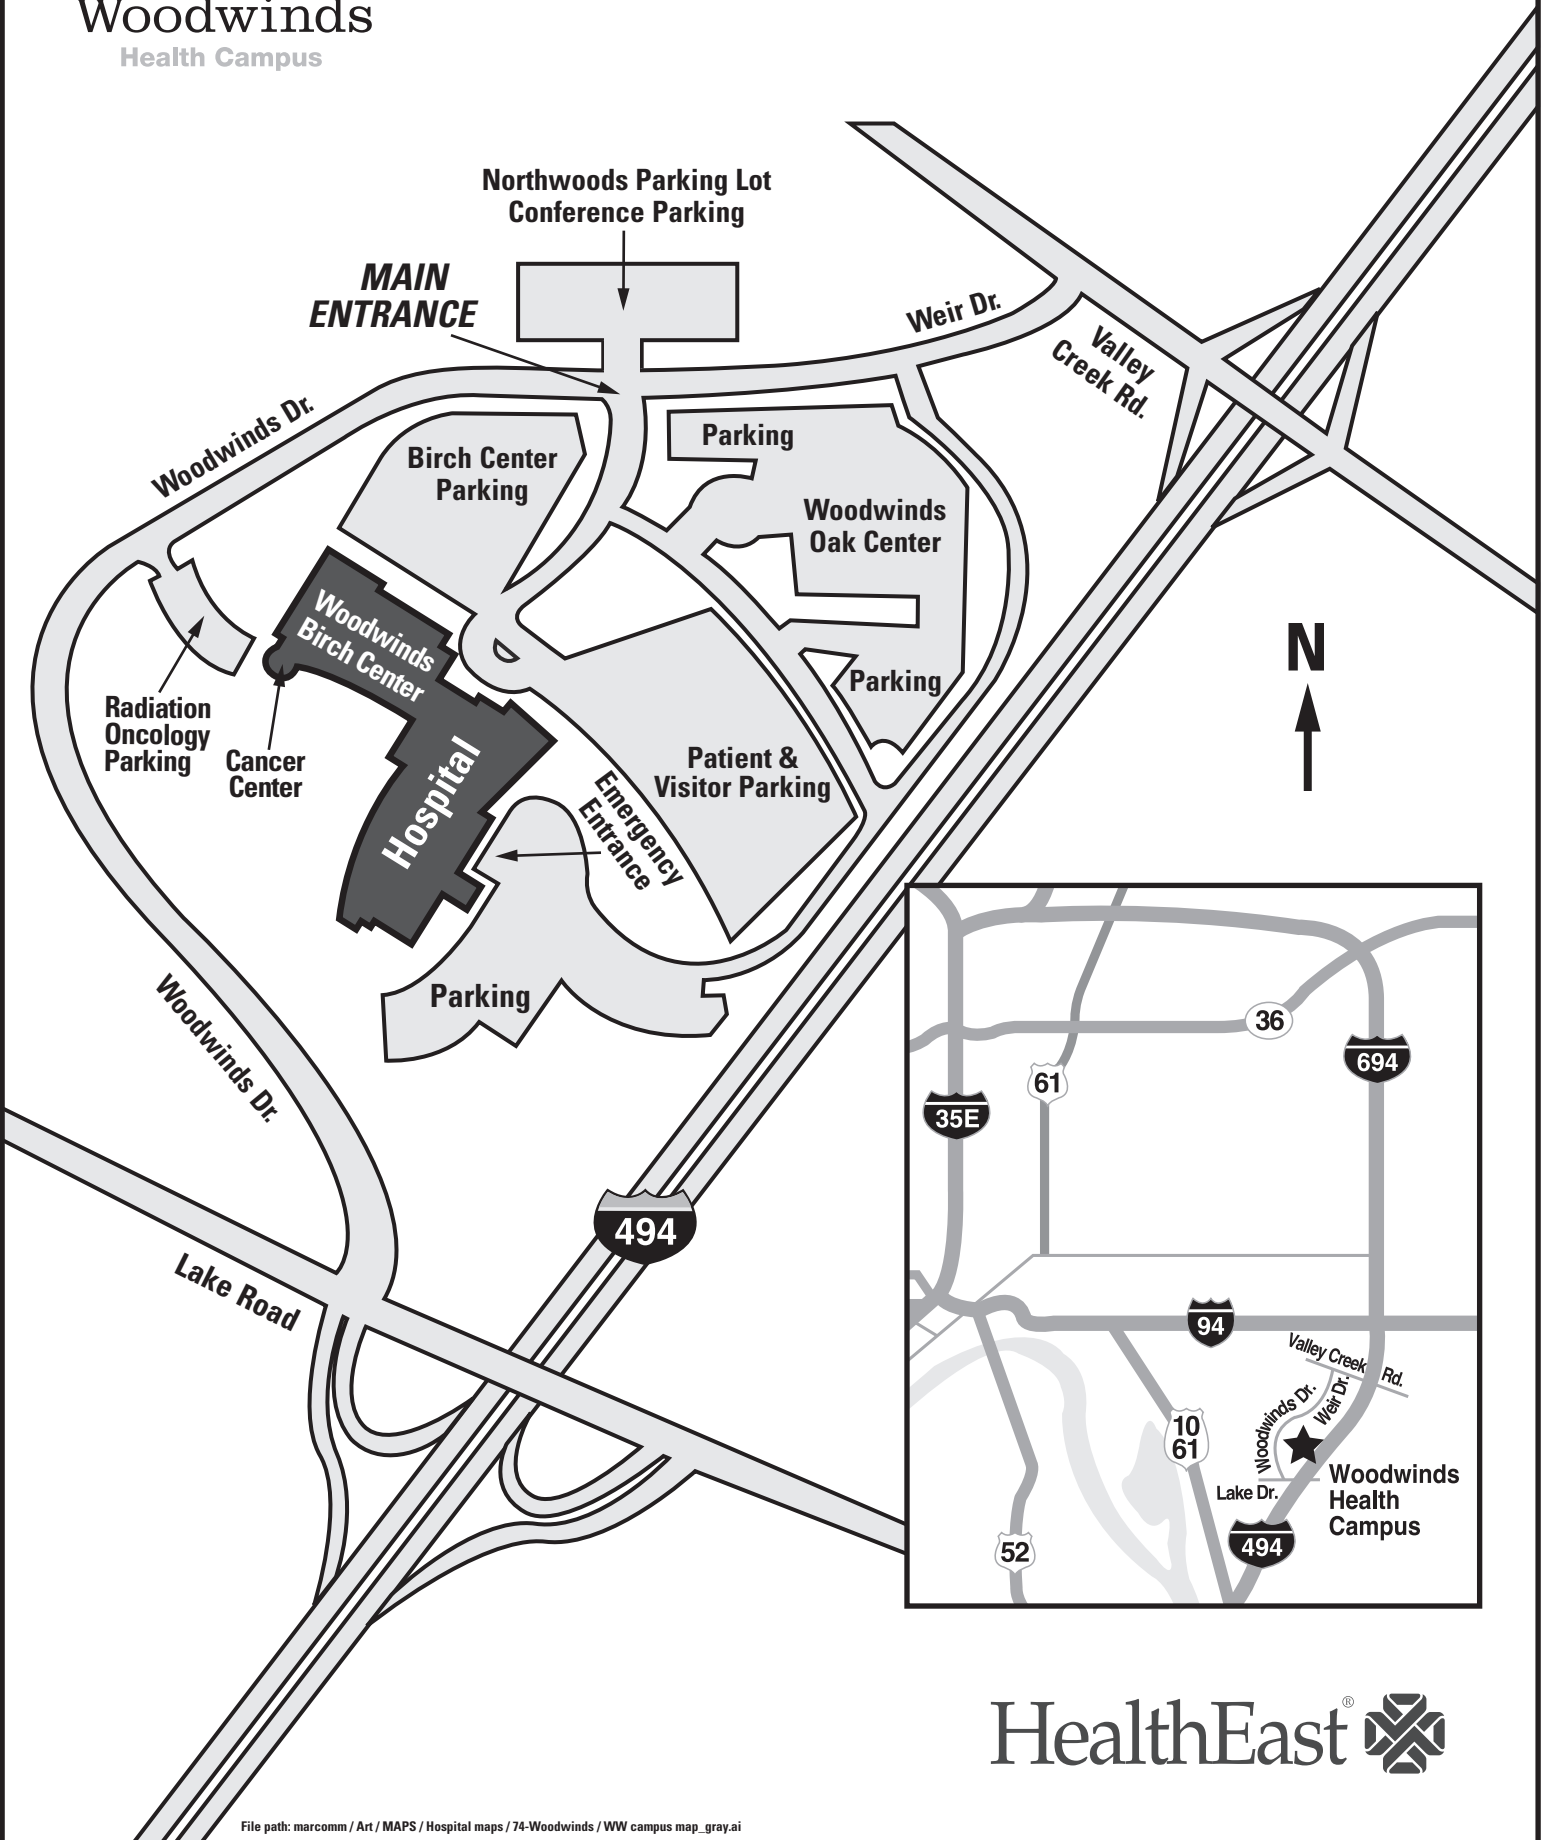 Woodwinds
Health Campus
Northwoods Parking Lot
Conference Parking
MAIN
ENTRANCE
Weir Dr.
Valley
Creek Rd.
Woodwinds Dr.
Birch Center
Parking
Parking
Woodwinds
Oak Center
Woodwinds
Birch Center
N
Parking
Radiation
Oncology
Parking
Cancer
Center
Hospital
Patient &
Visitor Parking
Emergency
Entrance
Parking
Woodwinds Dr.
494
Lake Road
36
694
61
35E
94
Valley Creek Rd.
Woodwinds Dr.
Weir Dr.
10
61
Woodwinds
Health
Campus
Lake Dr.
494
52
HealthEast®
File path: marcomm / Art / MAPS / Hospital maps / 74-Woodwinds / WW campus map_gray.ai